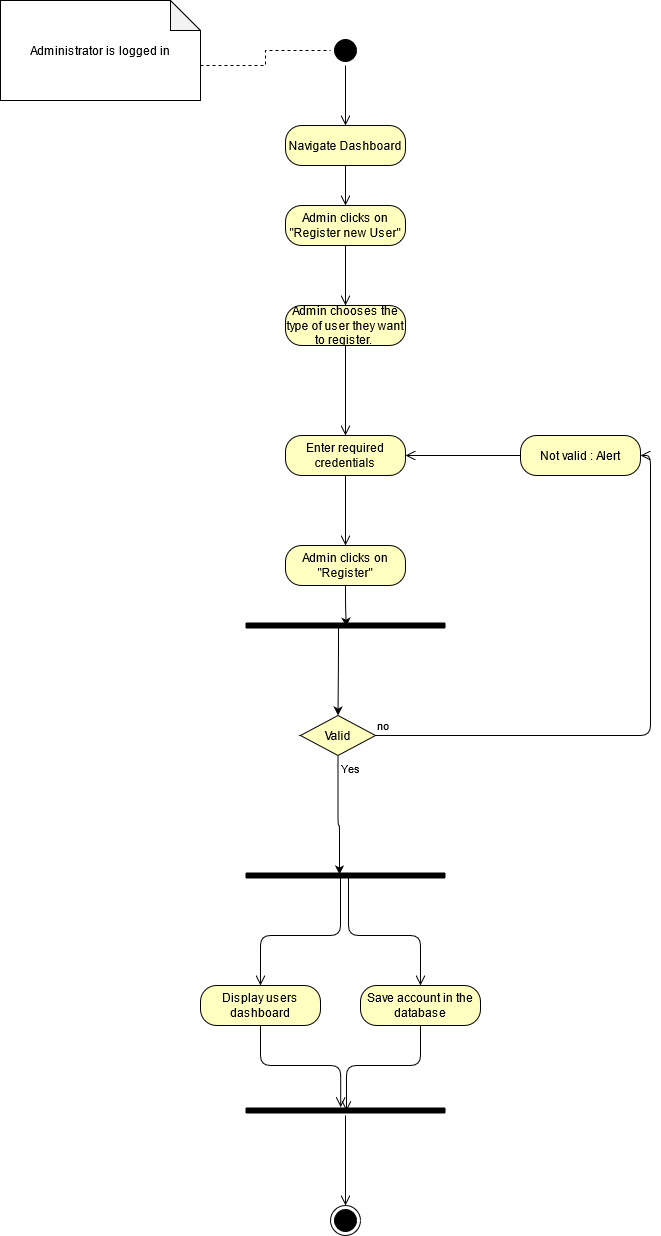 Administrator is logged in
Navigate Dashboard
Admin clicks on
"Register new User"
Admin chooses the
type of user they want
to register.
Enter required
credentials
Not valid : Alert
Admin clicks on
"Register"
Valid
no
Yes
Display users
dashboard
Save account in the
database